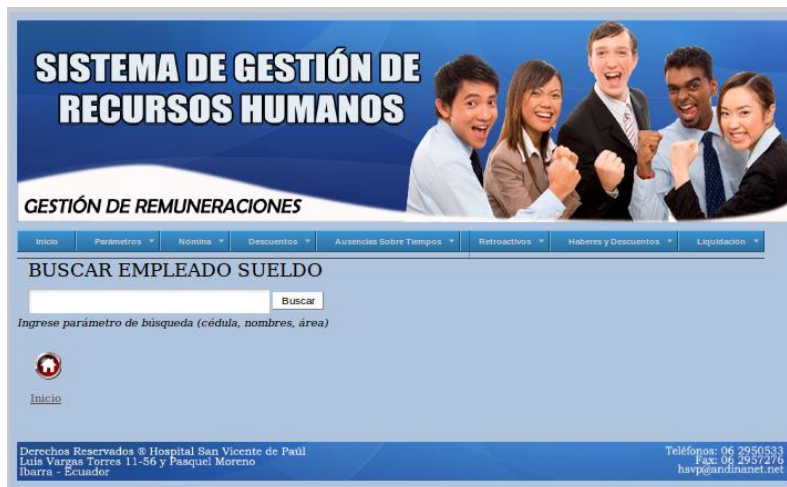 SISTEMA DE GESTIÓN DE
RECURSOS HUMANOS
GESTIÓN DE REMUNERACIONES
Inicio Parámetros Nómina Descuentos Ausencias Sobre Tiempos Retroactivos Haberes y Descuentos Liquidación
BUSCAR EMPLEADO SUELDO
Buscar
Ingrese parámetro de búsqueda (cédula, nombres, área)
Inicio
Derechos Reservados ® Hospital San Vicente de Paúl
Luis Vargas Torres 11-56 y Pasquel Moreno
Ibarra - Ecuador
Teléfonos: 06 2950533
Fax: 06 2957276
hsvp@andinanet.net